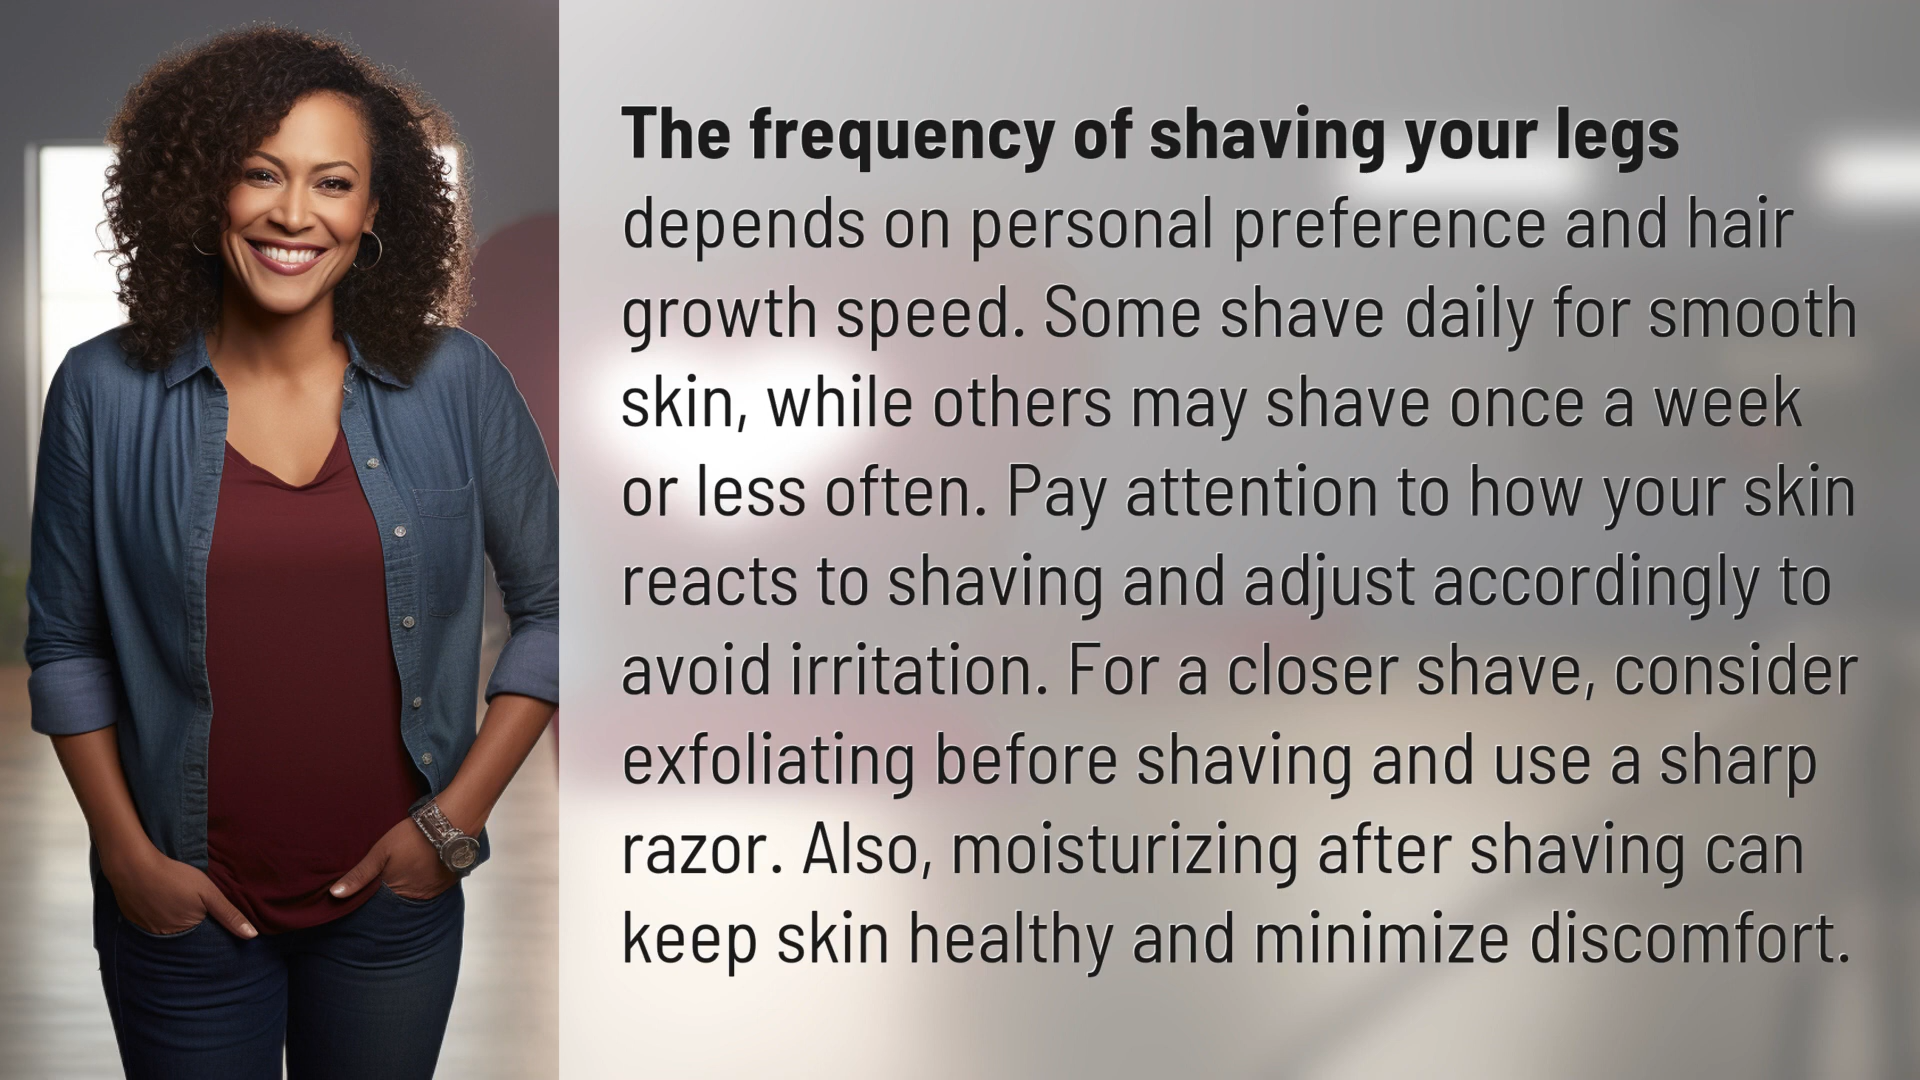 The frequency of shaving your legs
depends on personal preference and hair
growth speed. Some shave daily for smooth
skin, while others may shave once a week
or less often. Pay attention to how your skin
reacts to shaving and adjust accordingly to
avoid irritation. For a closer shave, consider
exfoliating before shaving and use a sharp
razor. Also, moisturizing after shaving can
keep skin healthy and minimize discomfort.